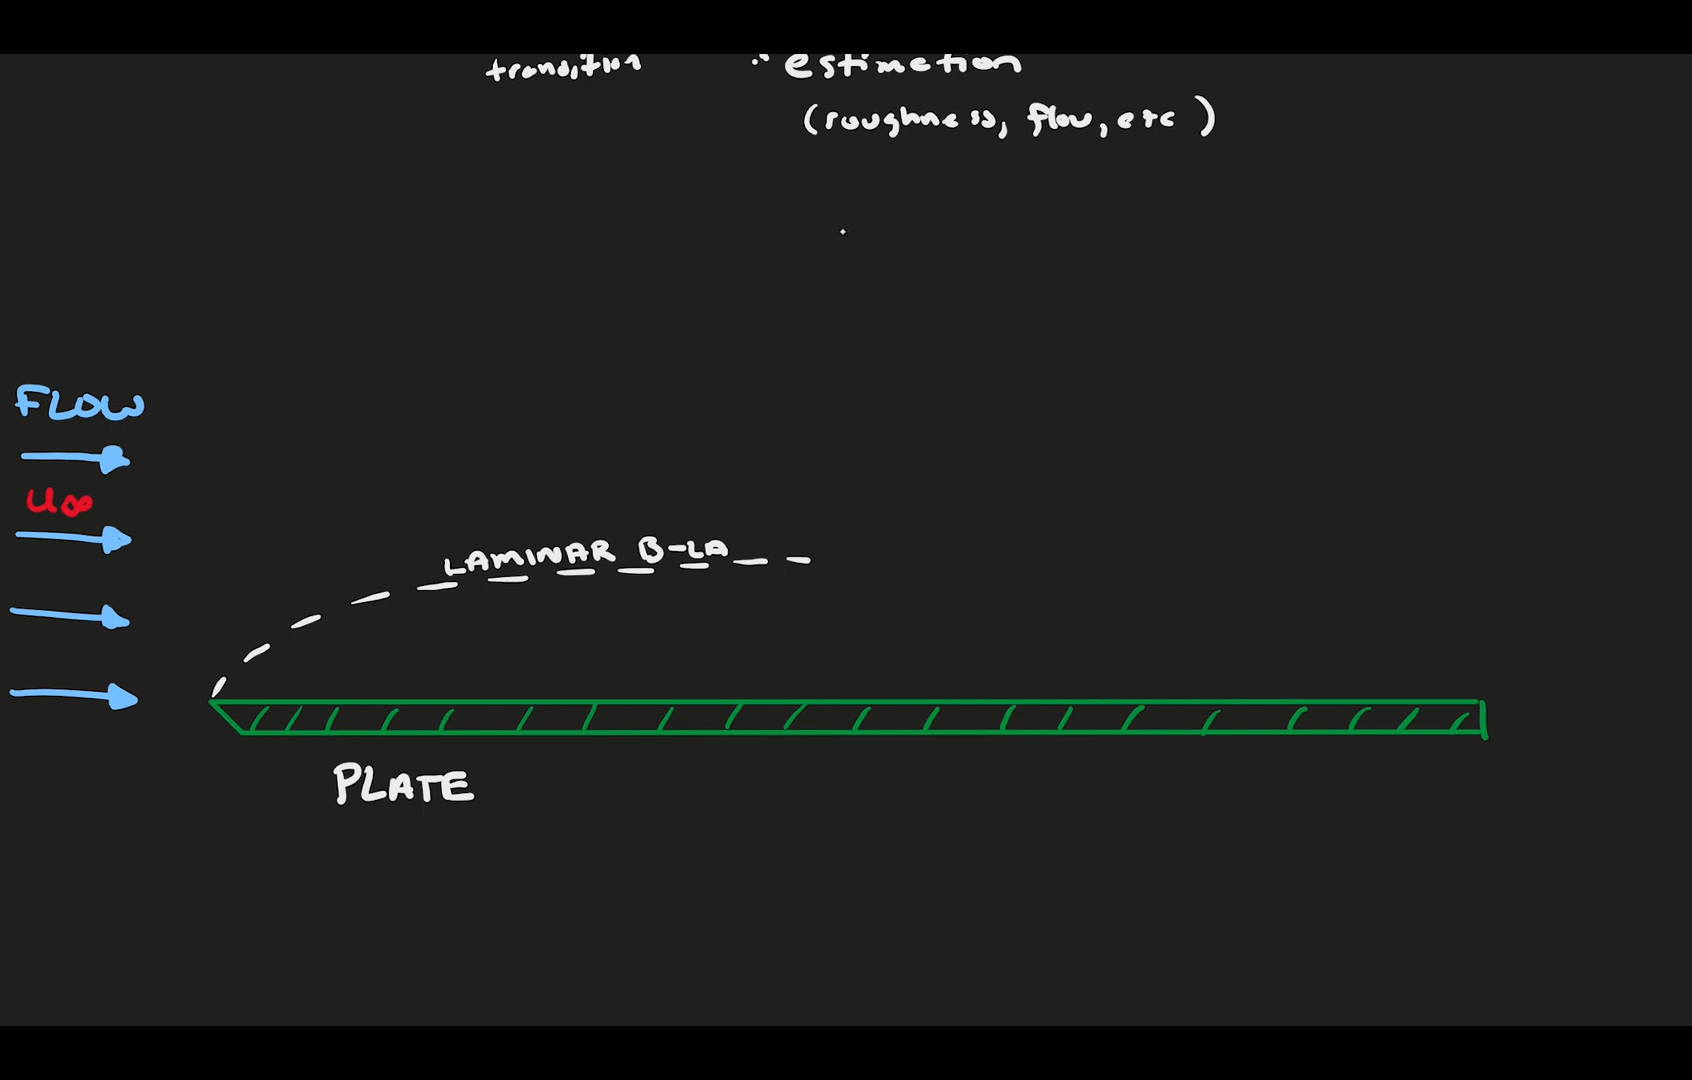 transition ∴ estimation
(roughness, flow, etc)
FLOW
U∞
LAMINAR B-LA
PLATE